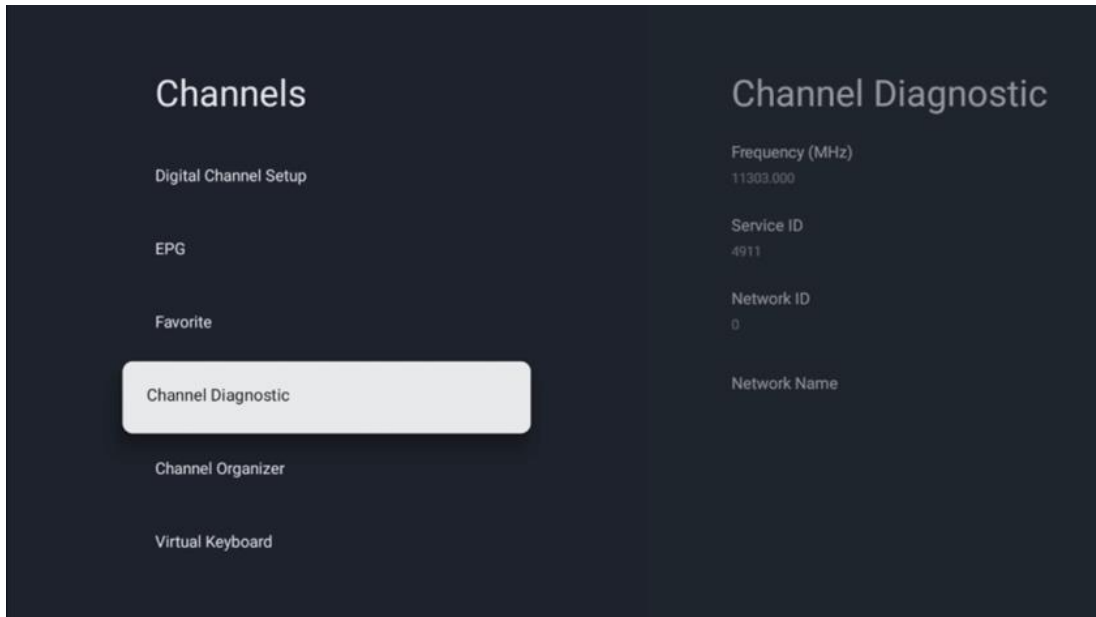 Channels
Digital Channel Setup
EPG
Favorite
Channel Diagnostic
Channel Organizer
Virtual Keyboard
Channel Diagnostic
Frequency (MHz)
11303.000
Service ID
4911
Network ID
0
Network Name